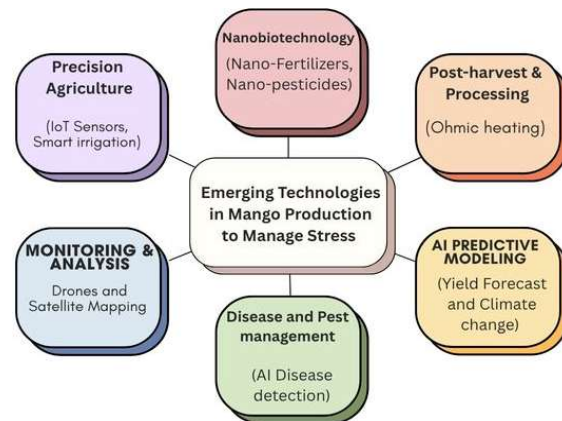 Nanobiotechnology
(Nano-Fertilizers,
Nano-pesticides)
Precision
Agriculture
(IoT Sensors,
Smart irrigation)
Post-harvest &
Processing
(Ohmic heating)
Emerging Technologies
in Mango Production
to Manage Stress
MONITORING &
ANALYSIS
Drones and
Satellite Mapping
AI PREDICTIVE
MODELING
(Yield Forecast
and Climate
change)
Disease and Pest
management
(AI Disease
detection)